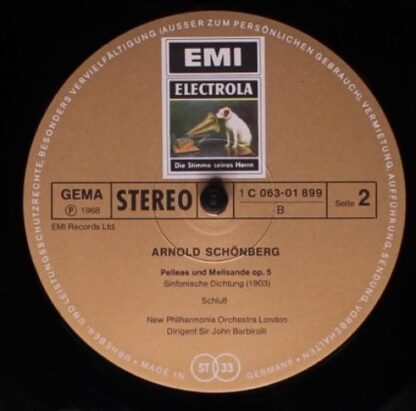 EMI
ELECTROLA
Die Stimme seines Herrn
GEMA
℗ 1968
STEREO
1 C 063-01 899
B
Seite 2
EMI Records Ltd.
ARNOLD SCHÖNBERG
Pelleas und Melisande op. 5
Sinfonische Dichtung (1903)
Schluß
New Philharmonia Orchestra London
Dirigent Sir John Barbirolli
URHEBER- UND LEISTUNGSSCHUTZRECHTE, BESONDERS VERVIELFÄLTIGUNG (AUSSER ZUM PERSÖNLICHEN GEBRAUCH), VERMIETUNG, AUFFÜHRUNG, SENDUNG, VORBEHALTEN
MADE IN GERMANY
ST 33